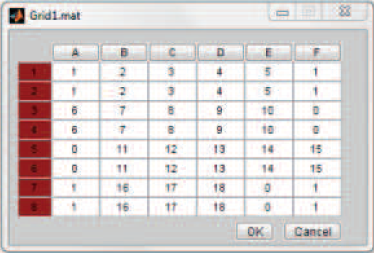 Grid1.mat
A B C D E F
1 1 2 3 4 5 1
2 1 2 3 4 5 1
3 6 7 8 9 10 0
4 6 7 8 9 10 0
5 0 11 12 13 14 15
6 0 11 12 13 14 15
7 1 16 17 18 0 1
8 1 16 17 18 0 1
OK Cancel